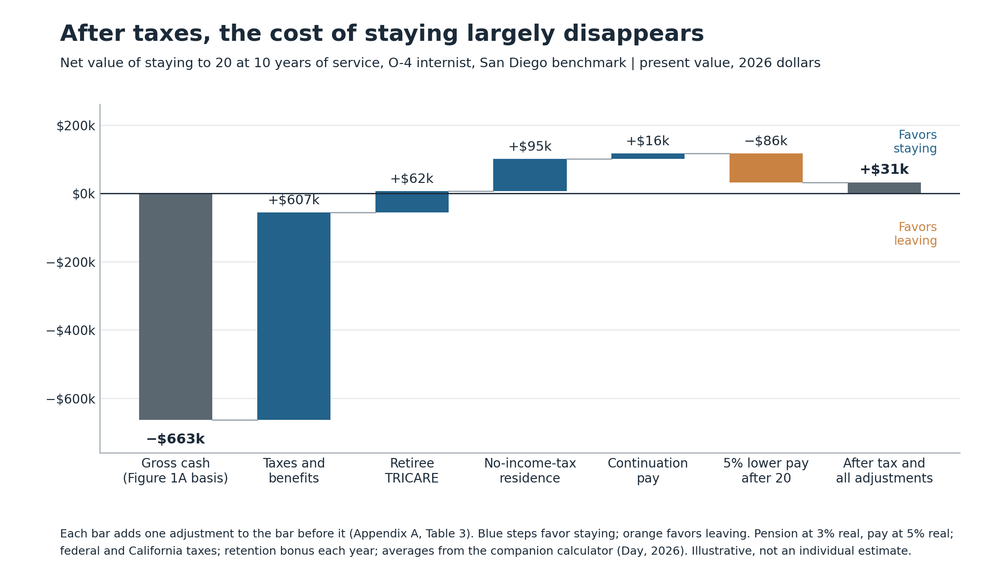 After taxes, the cost of staying largely disappears
Net value of staying to 20 at 10 years of service, O-4 internist, San Diego benchmark | present value, 2026 dollars
$200k
$0k
−$200k
−$400k
−$600k
−$663k
+$607k
+$62k
+$95k
+$16k
−$86k
+$31k
Favors
staying
Favors
leaving
Gross cash
(Figure 1A basis)
Taxes and
benefits
Retiree
TRICARE
No-income-tax
residence
Continuation
pay
5% lower pay
after 20
After tax and
all adjustments
Each bar adds one adjustment to the bar before it (Appendix A, Table 3). Blue steps favor staying; orange favors leaving. Pension at 3% real, pay at 5% real;
federal and California taxes; retention bonus each year; averages from the companion calculator (Day, 2026). Illustrative, not an individual estimate.